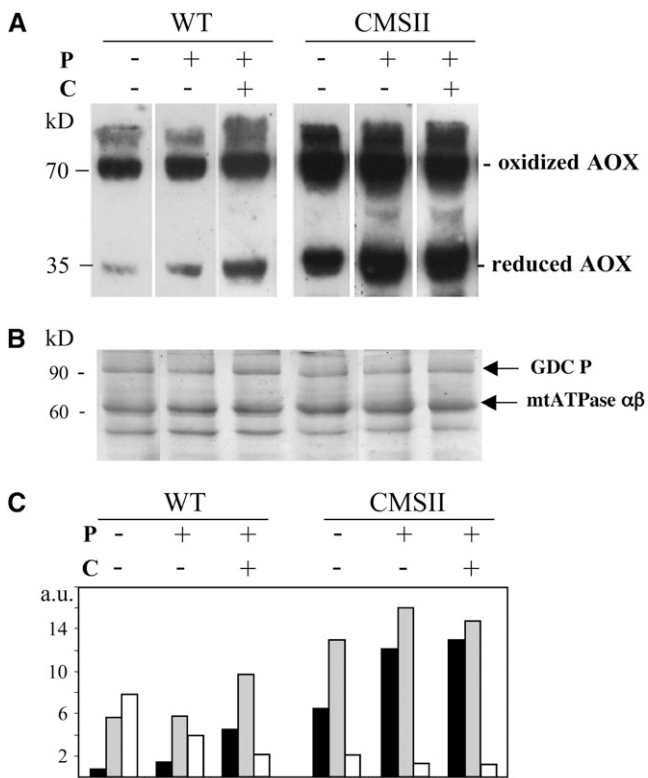 A
WT CMSII
P - + + - + +
C - - + - - +
kD
70 - - oxidized AOX
35 - - reduced AOX
B
kD
90 - GDC P
60 - mtATPase αβ
C
WT CMSII
P - + + - + +
C - - + - - +
a.u.
14
10
6
2